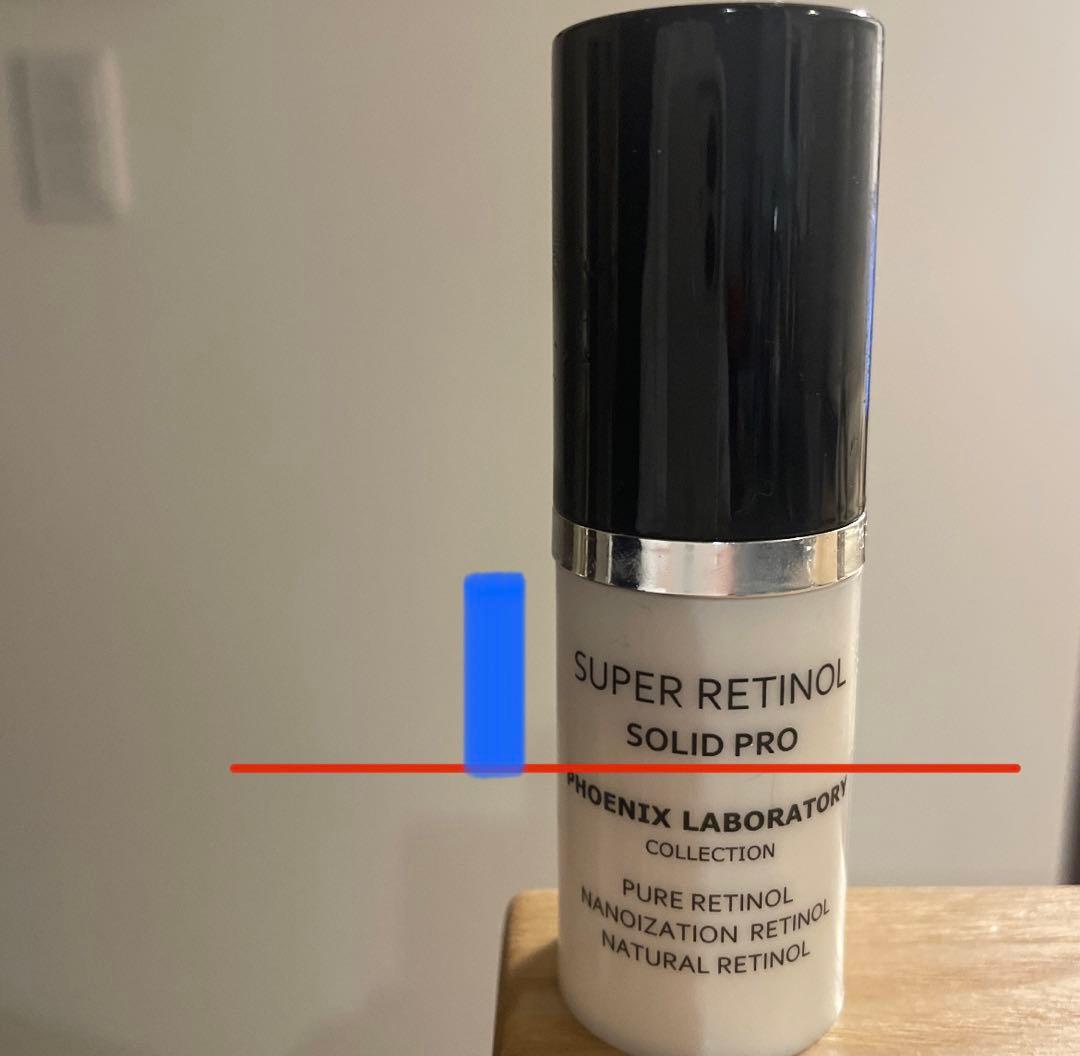 SUPER RETINOL
SOLID PRO
PHOENIX LABORATORY
COLLECTION
PURE RETINOL
NANOIZATION RETINOL
NATURAL RETINOL